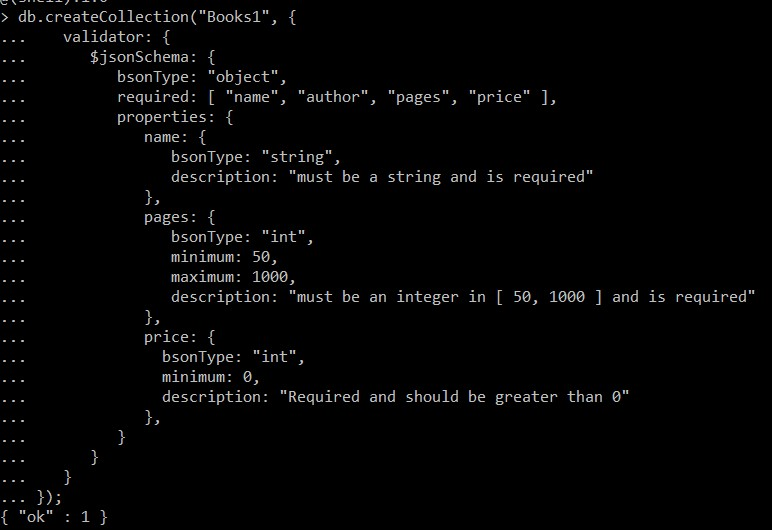 > db.createCollection("Books1", {
...    validator: {
...       $jsonSchema: {
...          bsonType: "object",
...          required: [ "name", "author", "pages", "price" ],
...          properties: {
...             name: {
...                bsonType: "string",
...                description: "must be a string and is required"
...             },
...             pages: {
...                bsonType: "int",
...                minimum: 50,
...                maximum: 1000,
...                description: "must be an integer in [ 50, 1000 ] and is required"
...             },
...             price: {
...               bsonType: "int",
...               minimum: 0,
...               description: "Required and should be greater than 0"
...             },
...          }
...       }
...    }
... });
{ "ok" : 1 }